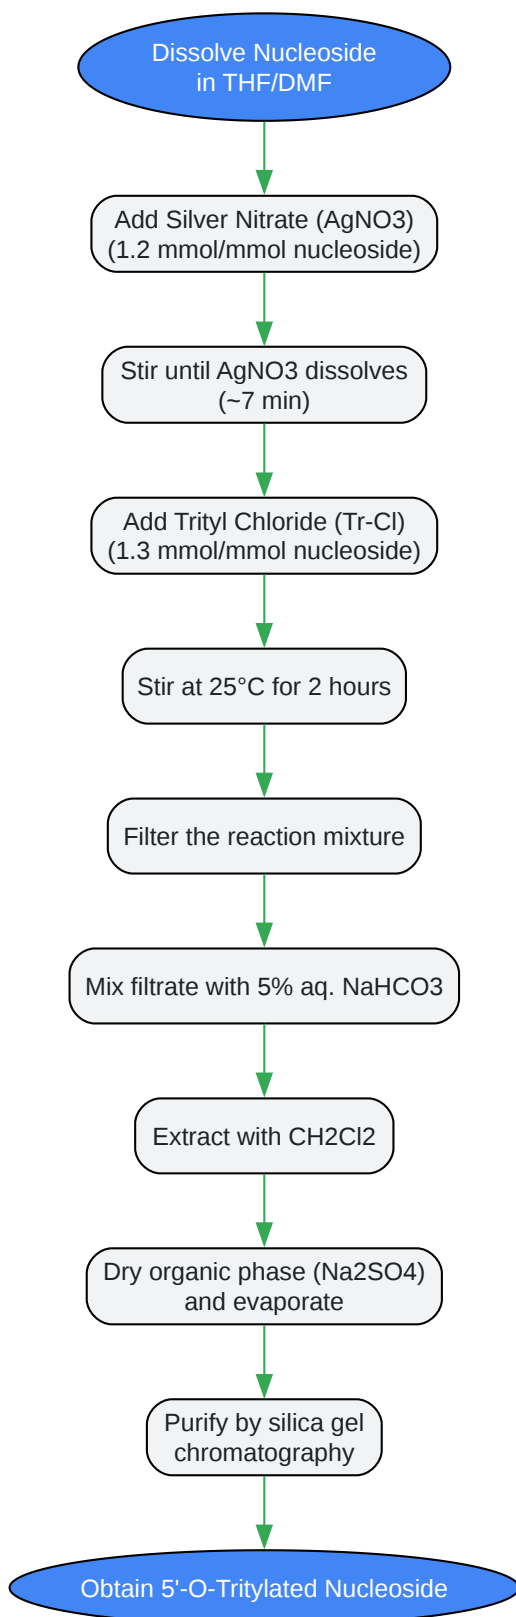 Dissolve Nucleoside
in THF/DMF
Add Silver Nitrate (AgNO3)
(1.2 mmol/mmol nucleoside)
Stir until AgNO3 dissolves
(~7 min)
Add Trityl Chloride (Tr-Cl)
(1.3 mmol/mmol nucleoside)
Stir at 25°C for 2 hours
Filter the reaction mixture
Mix filtrate with 5% aq. NaHCO3
Extract with CH2Cl2
Dry organic phase (Na2SO4)
and evaporate
Purify by silica gel
chromatography
Obtain 5'-O-Tritylated Nucleoside